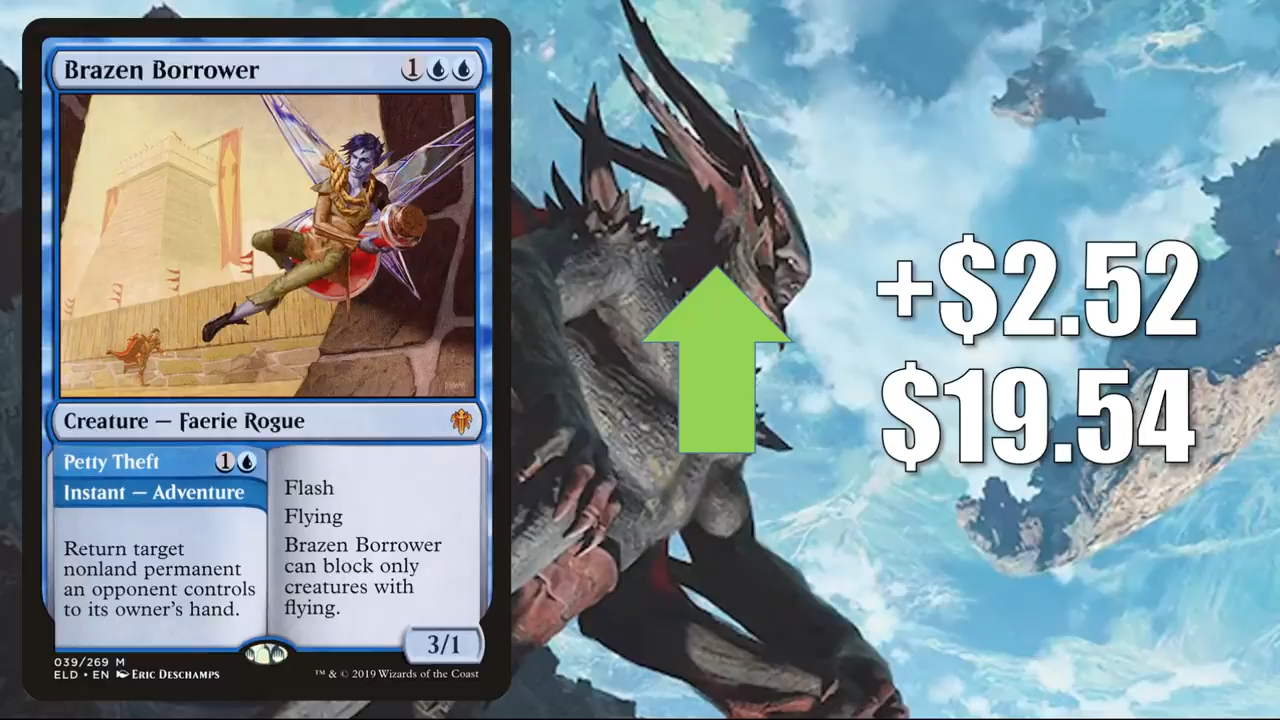 Brazen Borrower 1
Creature — Faerie Rogue
Petty Theft 1
Instant — Adventure
Return target
nonland permanent
an opponent controls
to its owner's hand.
Flash
Flying
Brazen Borrower
can block only
creatures with
flying.
3/1
039/269 M
ELD • EN Eric Deschamps
™ & © 2019 Wizards of the Coast
+$2.52
$19.54